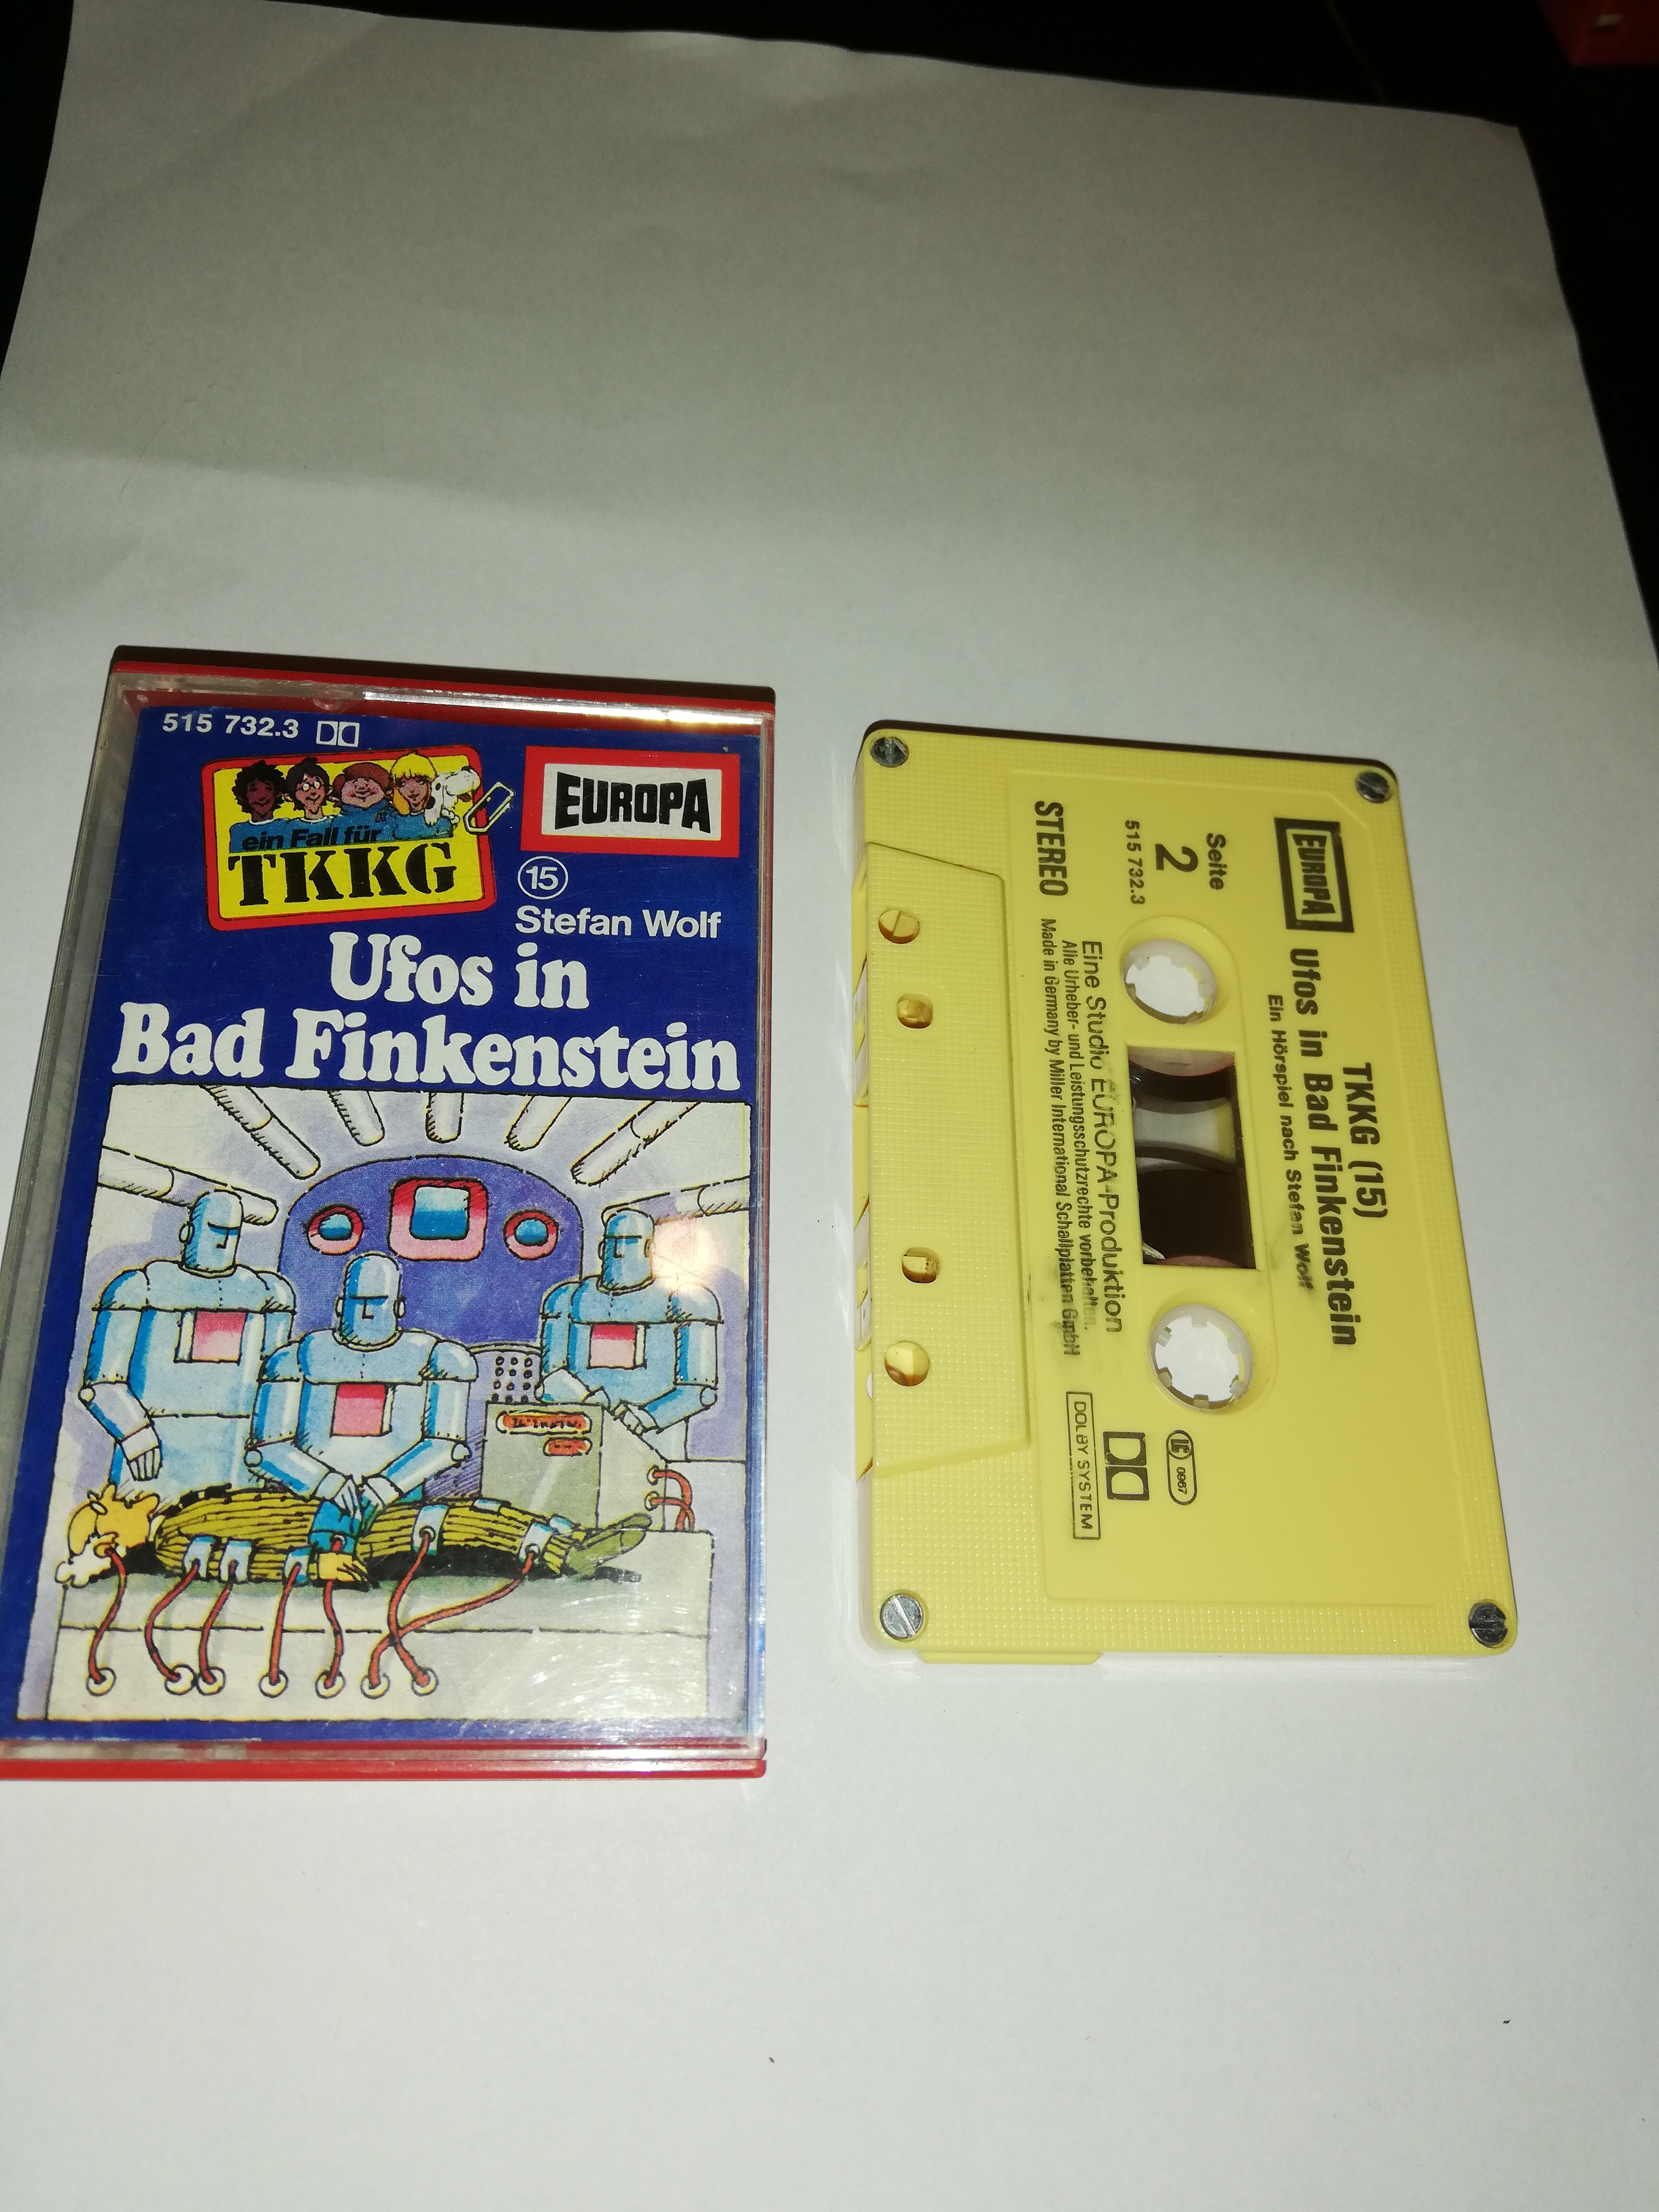 515 732.3
ein Fall für
TKKG
EUROPA
15
Stefan Wolf
Ufos in
Bad Finkenstein
EUROPA
TKKG (15)
Ufos in Bad Finkenstein
Ein Hörspiel nach Stefan Wolf
Seite
2
515 732.3
STEREO
Eine Studio EUROPA-Produktion
Alle Urheber- und Leistungsschutzrechte vorbehalten.
Made in Germany by Miller International Schallplatten GmbH
LC
0967
DOLBY SYSTEM